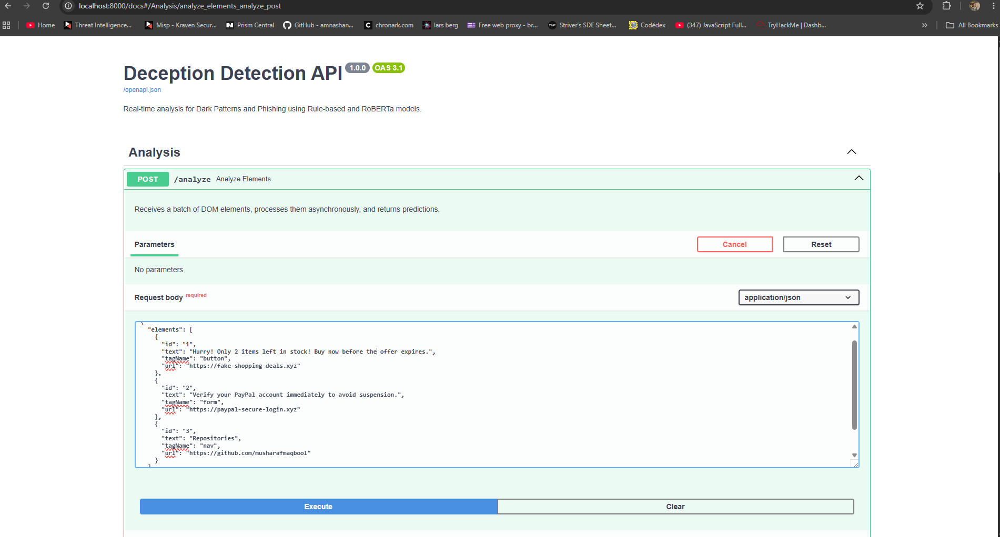 localhost:8000/docs#/Analysis/analyze_elements_analyze_post
Home
Threat Intelligence...
Misp - Kraven Secur...
Prism Central
GitHub - amnashan...
chronark.com
lars berg
Free web proxy - br...
Striver's SDE Sheet...
Codédex
(347) JavaScript Full...
TryHackMe | Dashb...
»
All Bookmarks
Deception Detection API 1.0.0 OAS 3.1
/openapi.json
Real-time analysis for Dark Patterns and Phishing using Rule-based and RoBERTa models.
Analysis
POST /analyze Analyze Elements
Receives a batch of DOM elements, processes them asynchronously, and returns predictions.
Parameters
Cancel
Reset
No parameters
Request body required
application/json
{
"elements": [
{
"id": "1",
"text": "Hurry! Only 2 items left in stock! Buy now before the offer expires.",
"tagName": "button",
"url": "https://fake-shopping-deals.xyz"
},
{
"id": "2",
"text": "Verify your PayPal account immediately to avoid suspension.",
"tagName": "form",
"url": "https://paypal-secure-login.xyz"
},
{
"id": "3",
"text": "Repositories",
"tagName": "nav",
"url": "https://github.com/musharafmaqbool"
}
]
Execute
Clear